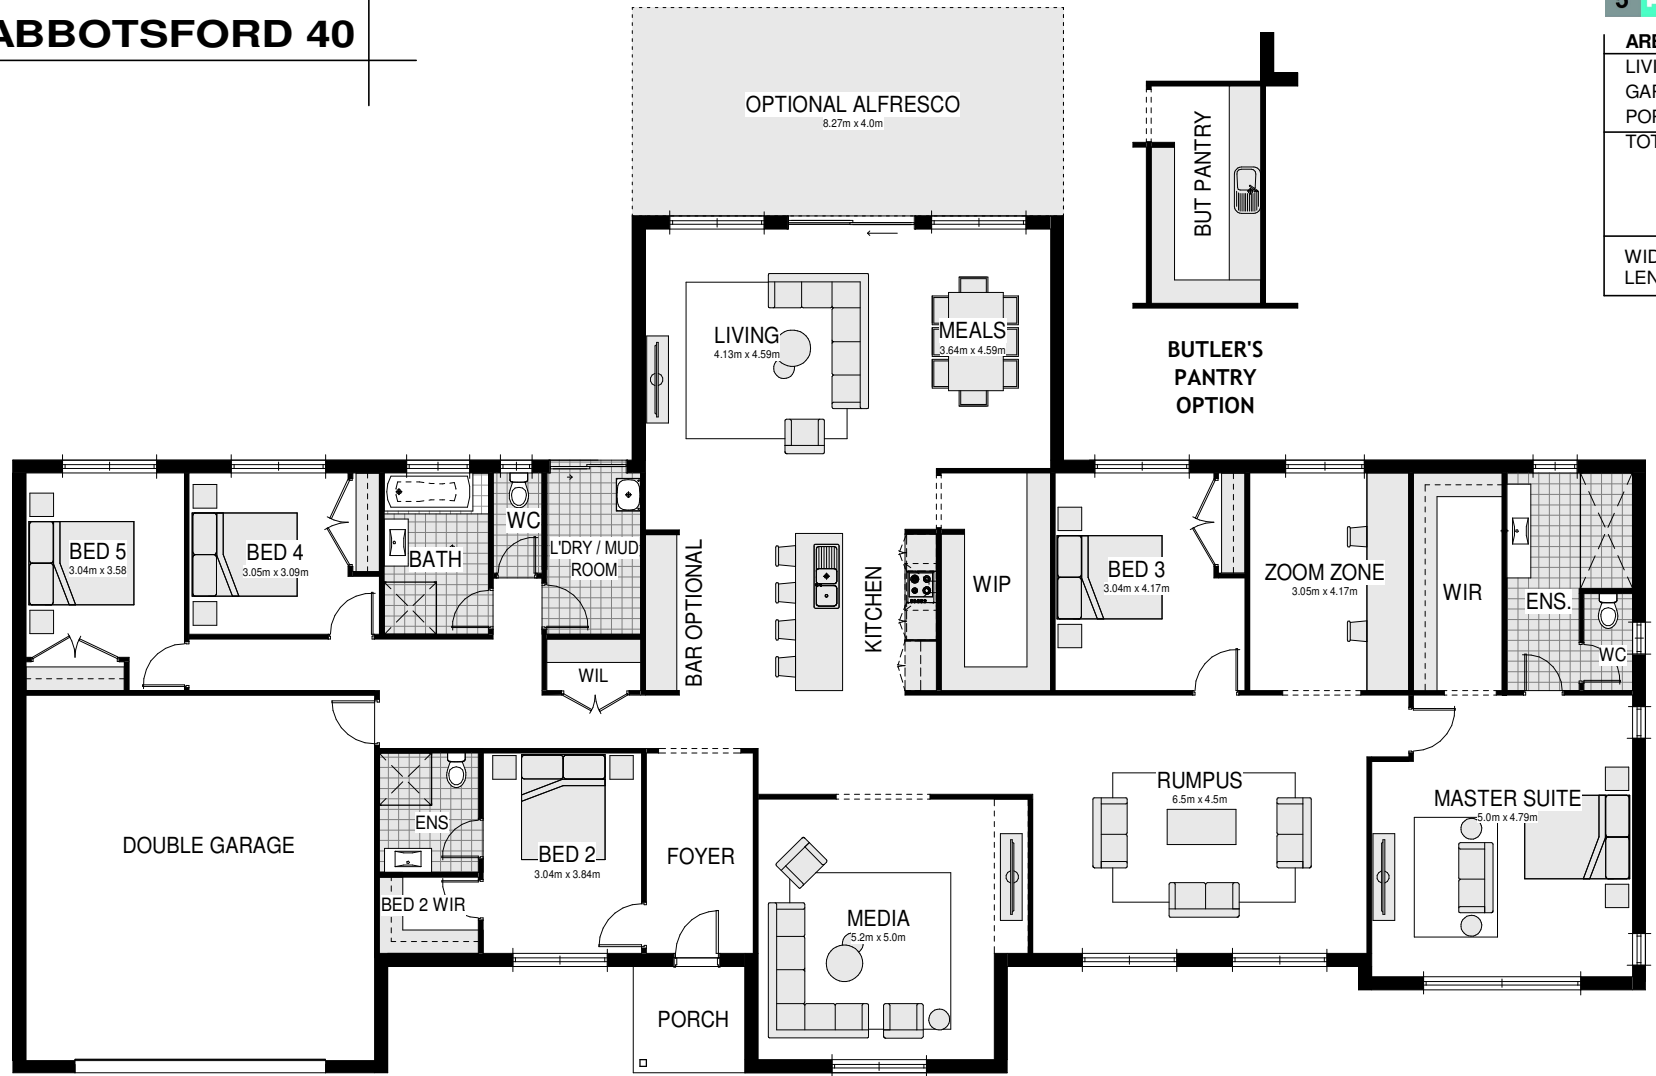 ABBOTSFORD 40
5
OPTIONAL ALFRESCO
8.27m x 4.0m
BUT PANTRY
BUTLER'S
PANTRY
OPTION
LIVING
4.13m x 4.59m
MEALS
3.64m x 4.59m
BED 5
3.04m x 3.58
BED 4
3.05m x 3.09m
BATH
WC
L'DRY / MUD
ROOM
WIL
BAR OPTIONAL
KITCHEN
WIP
BED 3
3.04m x 4.17m
ZOOM ZONE
3.05m x 4.17m
WIR
ENS.
WC
DOUBLE GARAGE
ENS
BED 2 WIR
BED 2
3.04m x 3.84m
FOYER
PORCH
MEDIA
5.2m x 5.0m
RUMPUS
6.5m x 4.5m
MASTER SUITE
5.0m x 4.79m